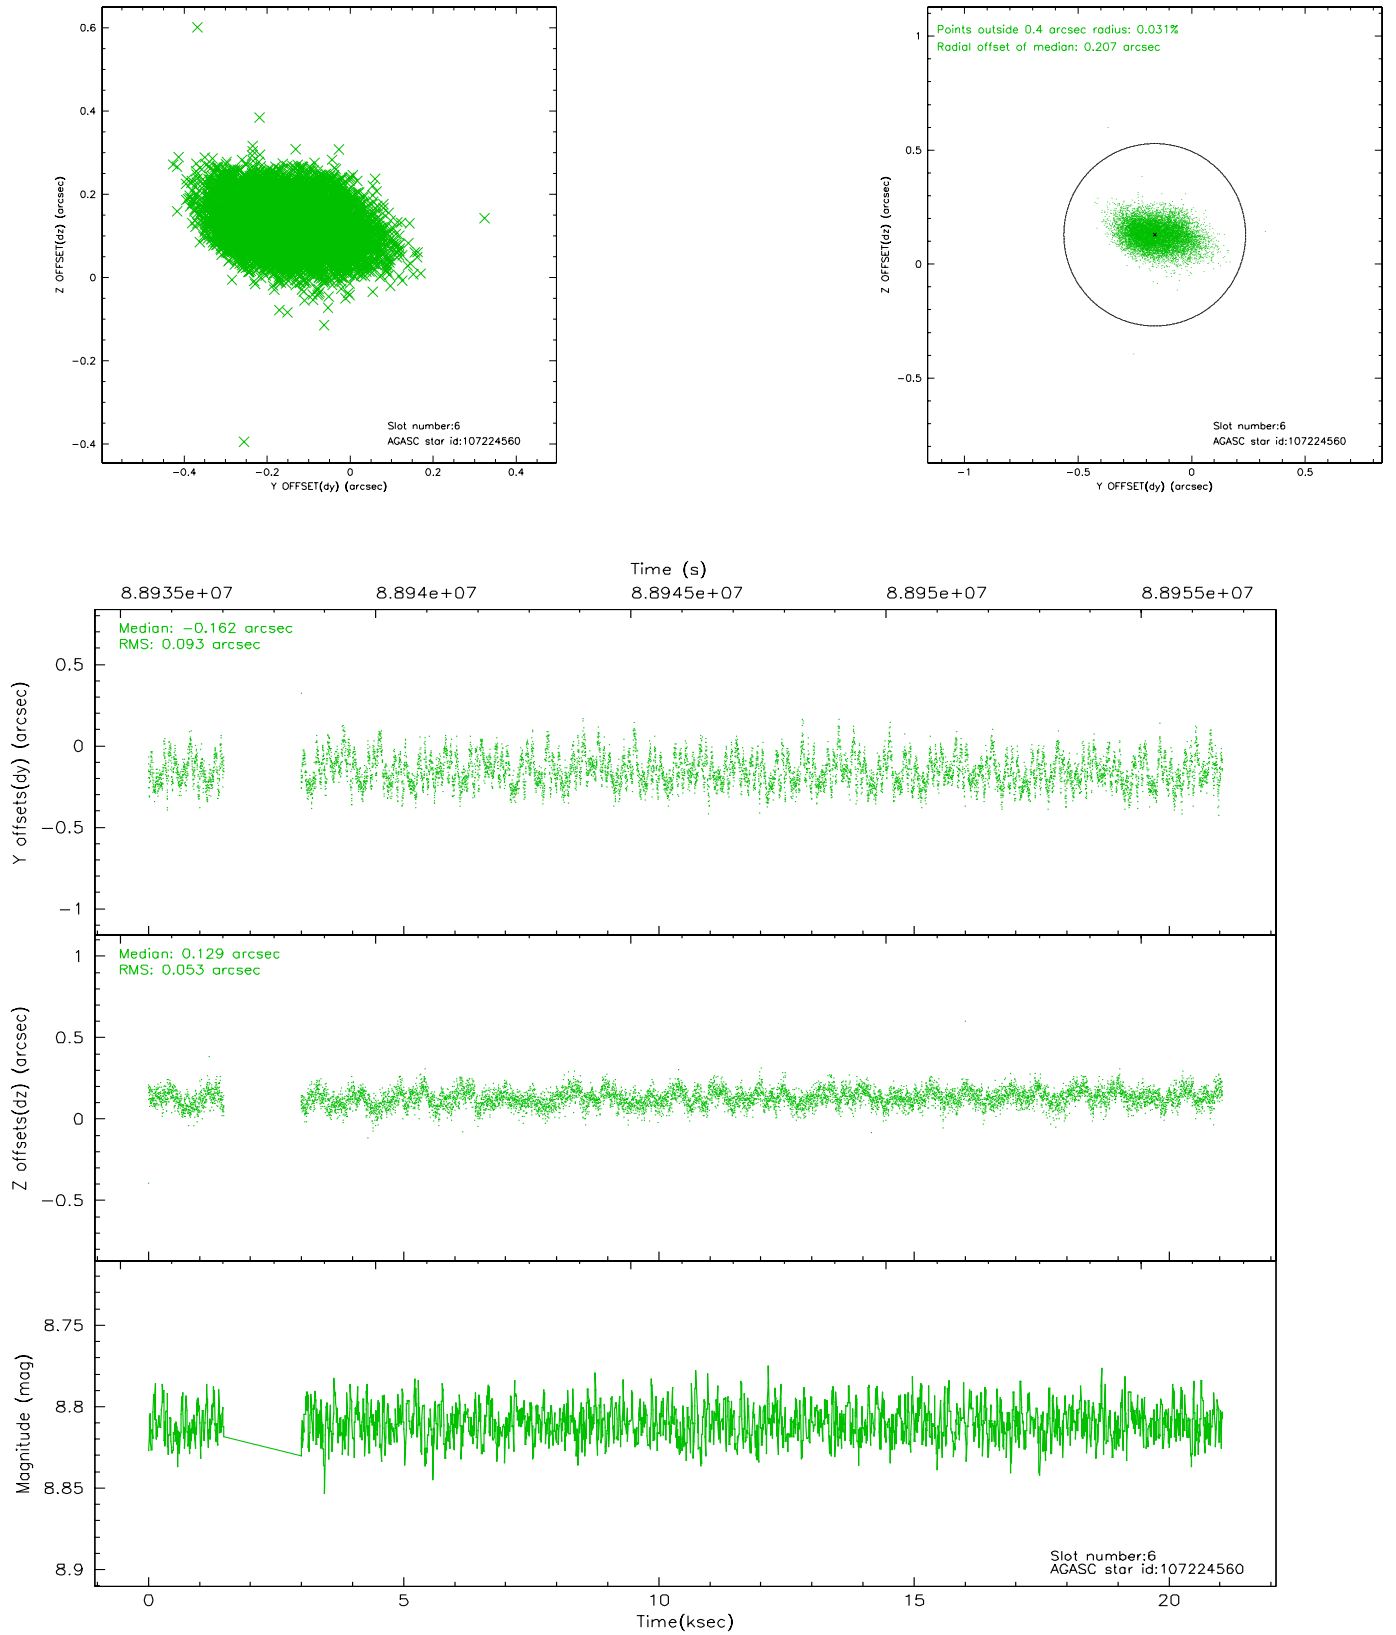 0.6
0.4
0.2
0
−0.2
−0.4
Z OFFSET(dz) (arcsec)
−0.4 −0.2 0 0.2 0.4
Y OFFSET(dy) (arcsec)
Slot number:6
AGASC star id:107224560
Points outside 0.4 arcsec radius: 0.031%
Radial offset of median: 0.207 arcsec
1
0.5
0
−0.5
Z OFFSET(dz) (arcsec)
−1 −0.5 0 0.5
Y OFFSET(dy) (arcsec)
Slot number:6
AGASC star id:107224560
Time (s)
8.8935e+07 8.894e+07 8.8945e+07 8.895e+07 8.8955e+07
Median: −0.162 arcsec
RMS: 0.093 arcsec
0.5
0
−0.5
−1
Y offsets(dy) (arcsec)
Median: 0.129 arcsec
RMS: 0.053 arcsec
1
0.5
0
−0.5
Z offsets(dz) (arcsec)
8.75
8.8
8.85
8.9
Magnitude (mag)
Slot number:6
AGASC star id:107224560
0 5 10 15 20
Time(ksec)